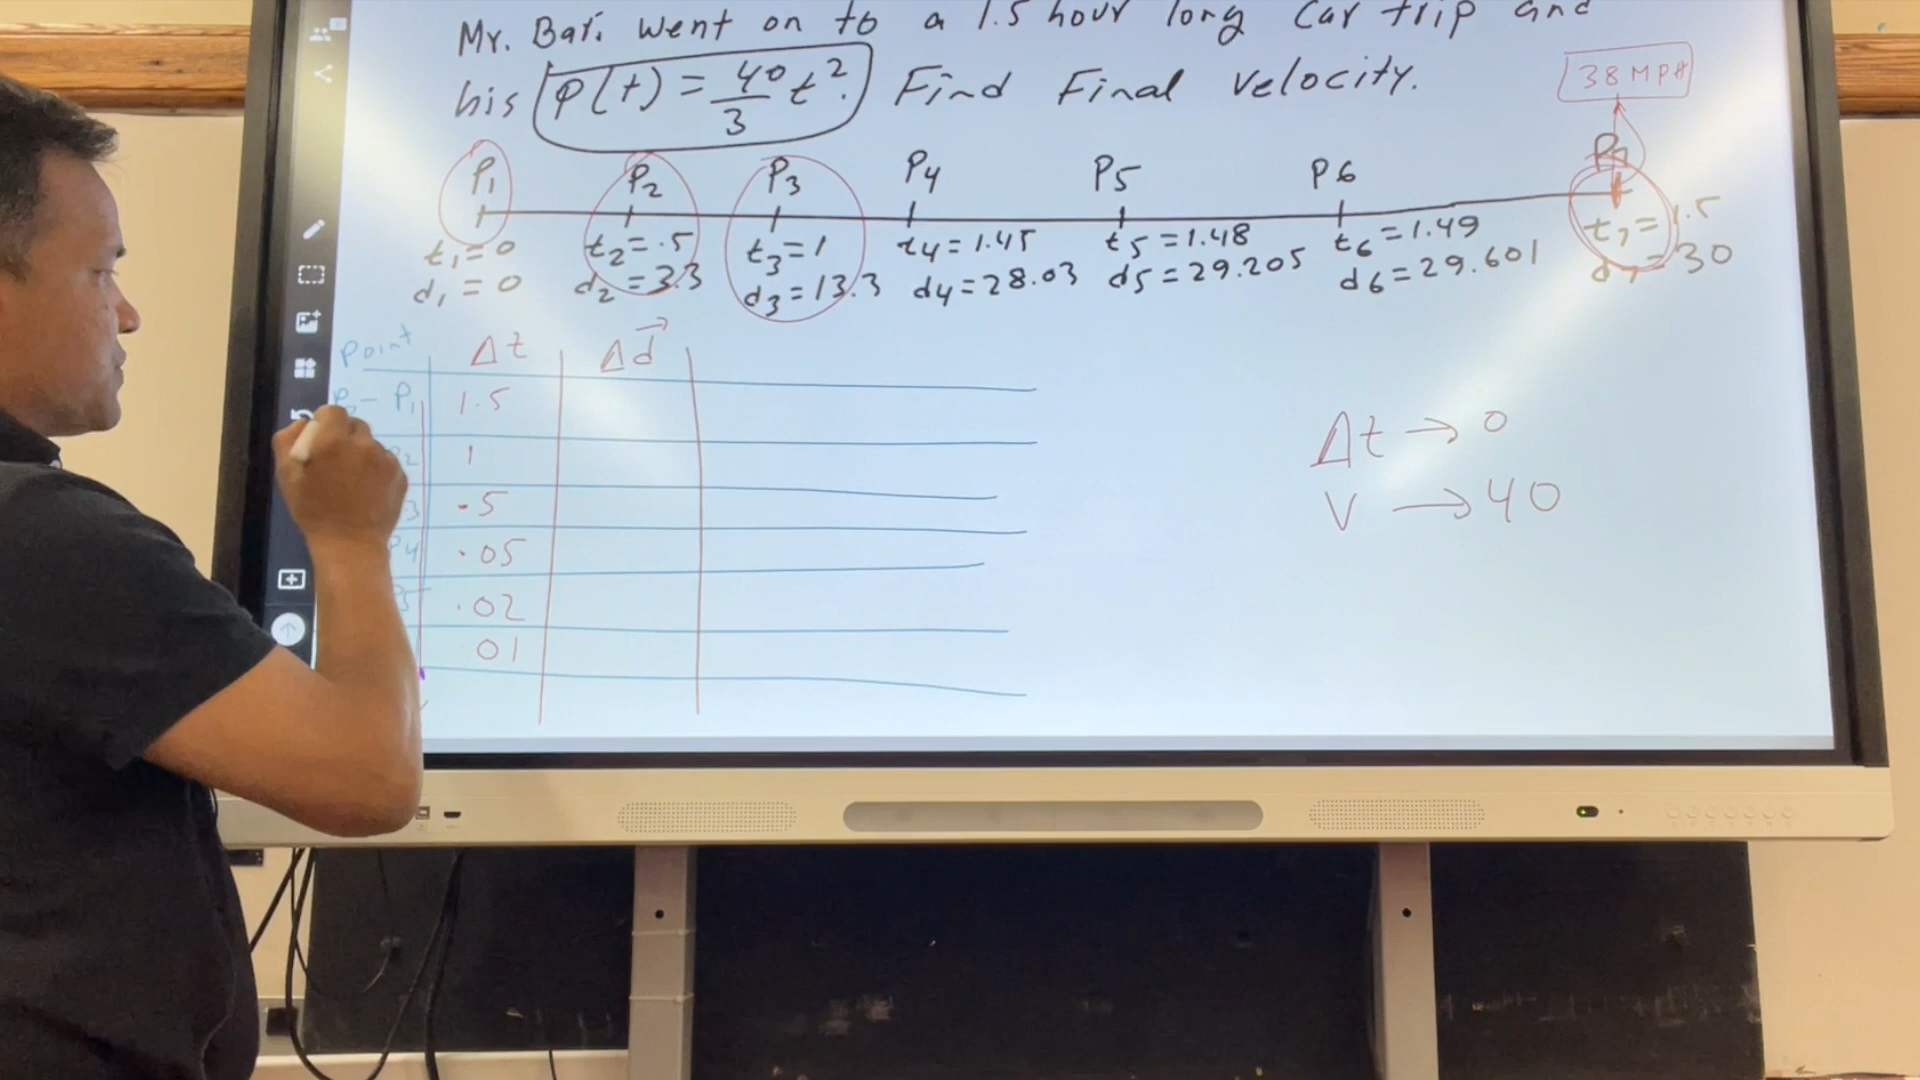 Mr. Bari went on to a 1.5 hour long Car trip and
his P(t) = 40/3 t². Find Final velocity.
38 MPH
P1 P2 P3 P4 P5 P6
t1 = 0 t2 = .5 t3 = 1 t4 = 1.45 t5 = 1.48 t6 = 1.49 t7 = 1.5
d1 = 0 d2 = 3.3 d3 = 13.3 d4 = 28.03 d5 = 29.205 d6 = 29.601 d7 = 30
Point Δt Δd→
- P1 1.5
1
.5
P4 .05
.02
01
Δt → 0
V → 40